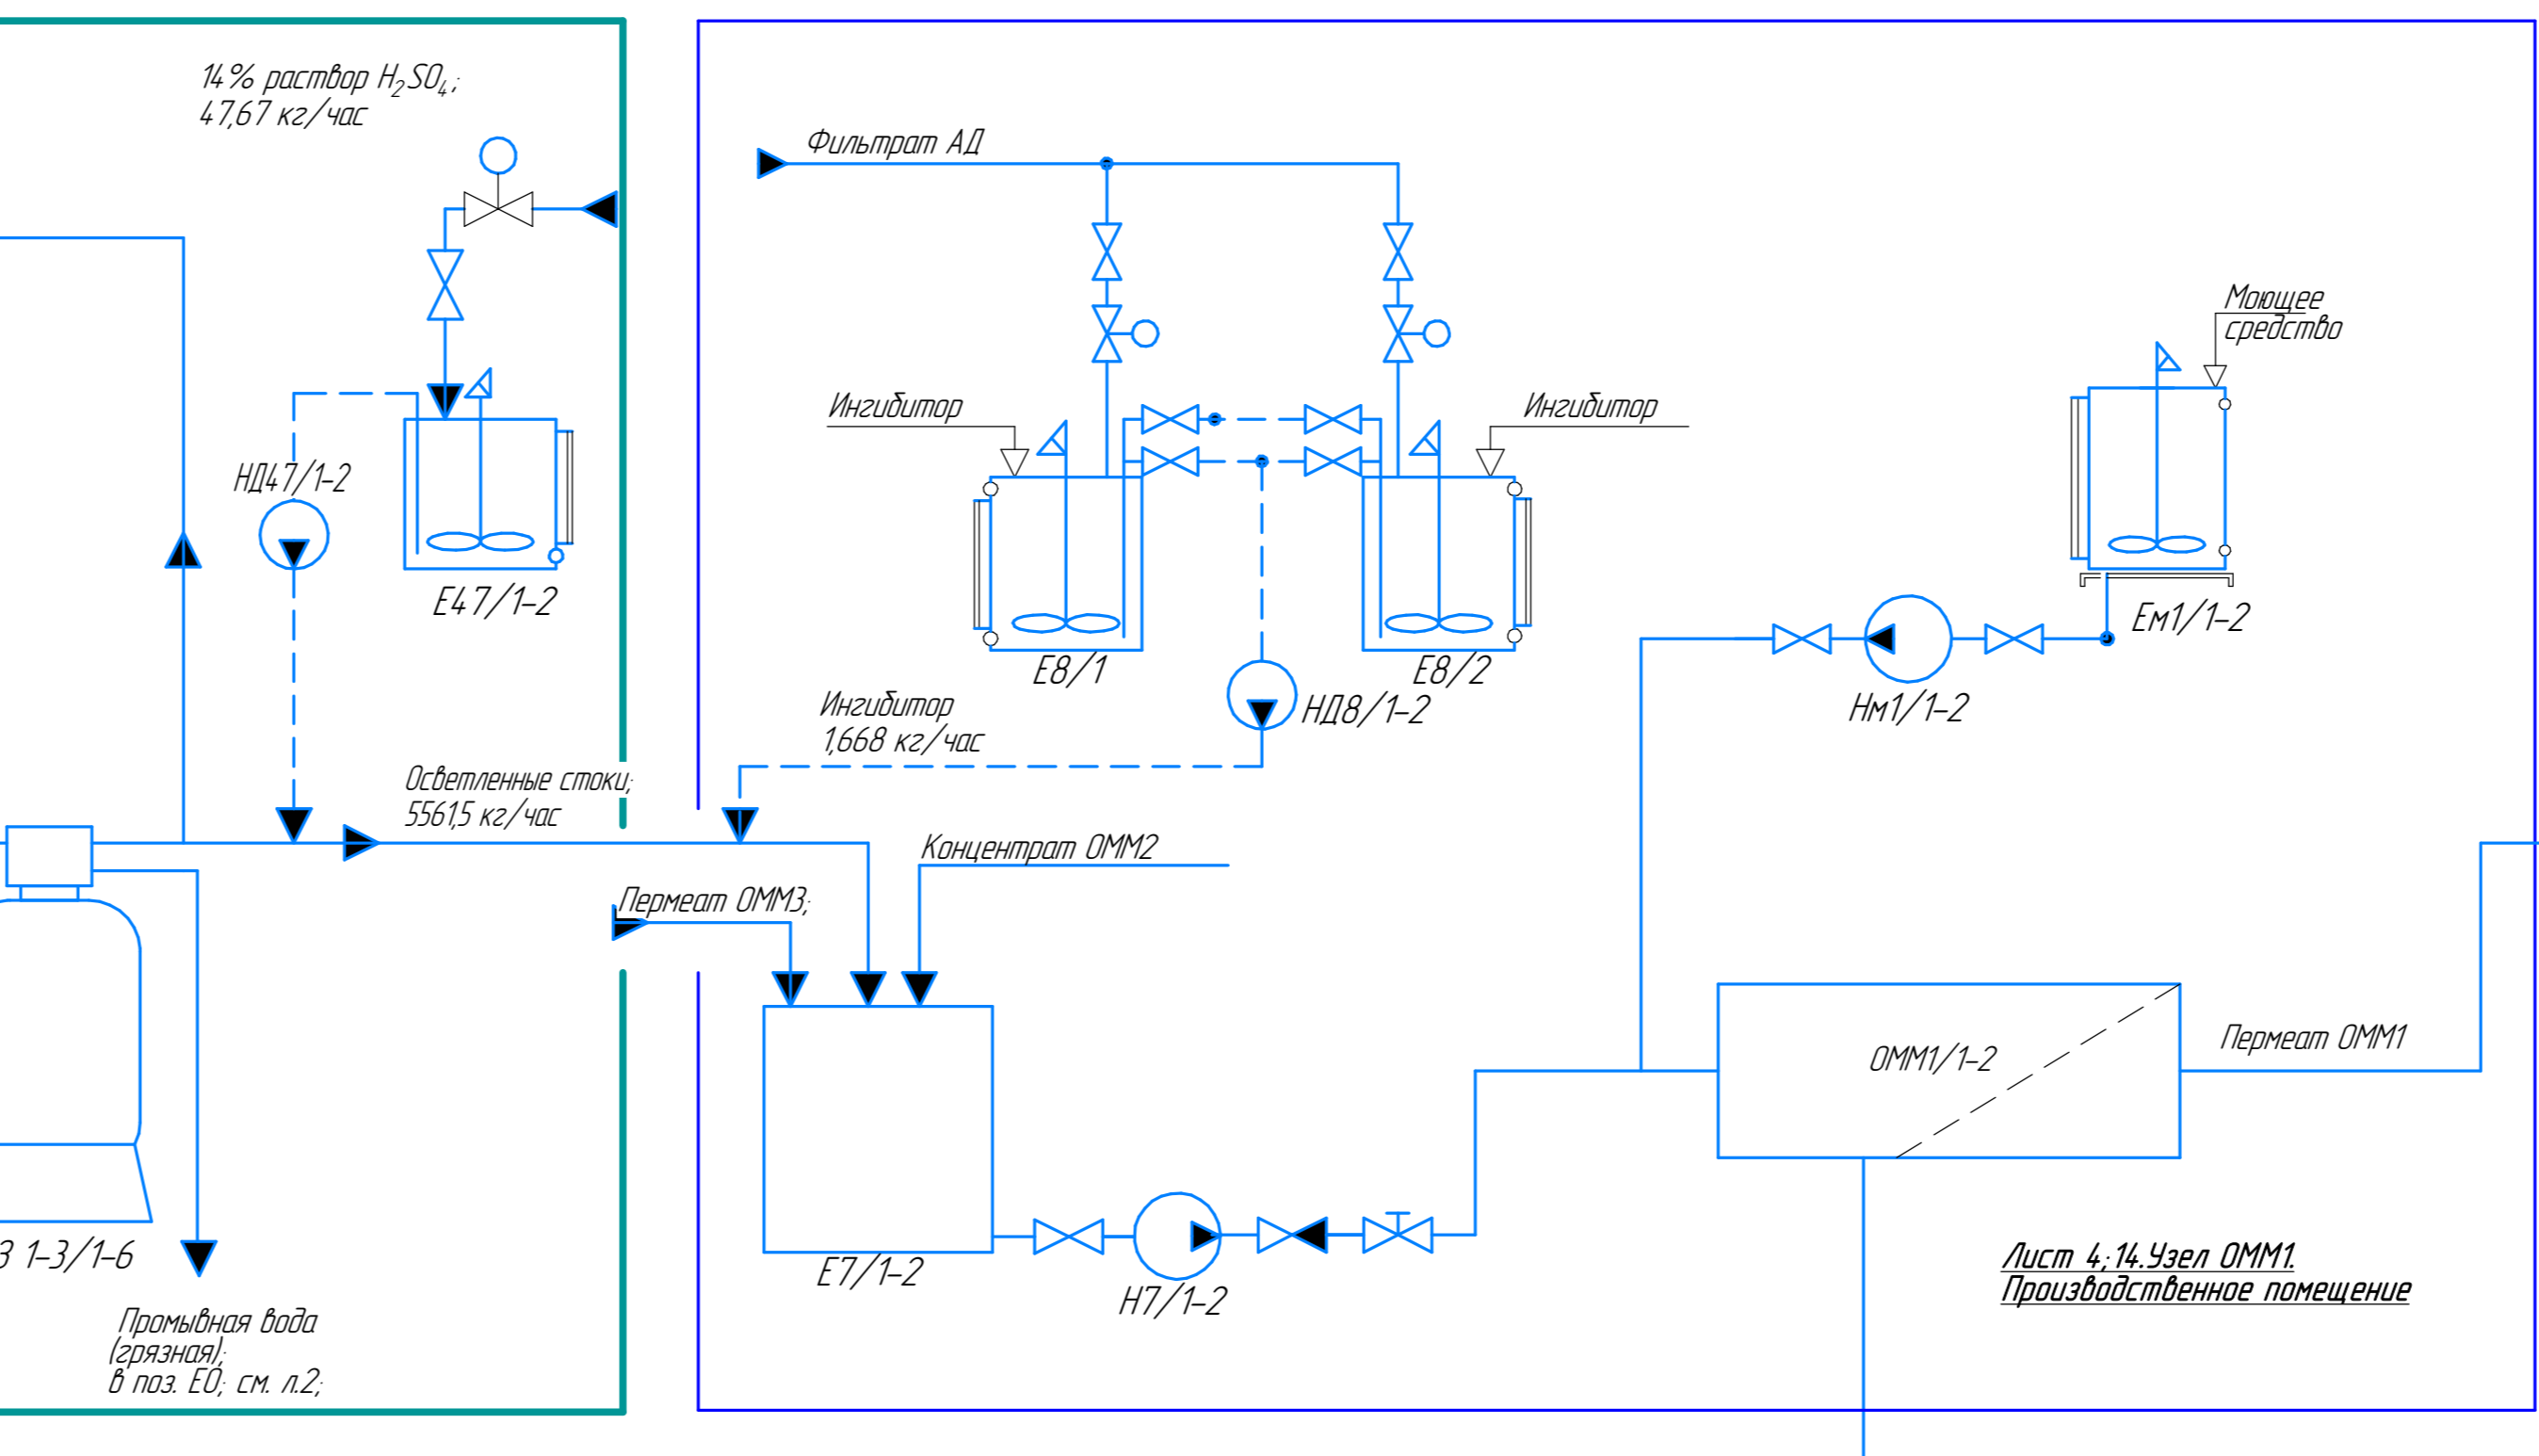 14% раствор H₂SO₄;
47,67 кг/час
Фильтрат АД
Моющее
средство
Ингибитор
Ингибитор
НД47/1-2
Е47/1-2
Е8/1
Е8/2
Ем1/1-2
Ингибитор
1,668 кг/час
НД8/1-2
Нм1/1-2
Осветленные стоки;
5561,5 кг/час
Концентрат ОММ2
Пермеат ОММ3;
ОММ1/1-2
Пермеат ОММ1
1-3/1-6
Е7/1-2
Н7/1-2
Лист 4; 14.Узел ОММ1.
Производственное помещение
Промывная вода
(грязная);
в поз. Е0; см. л.2;